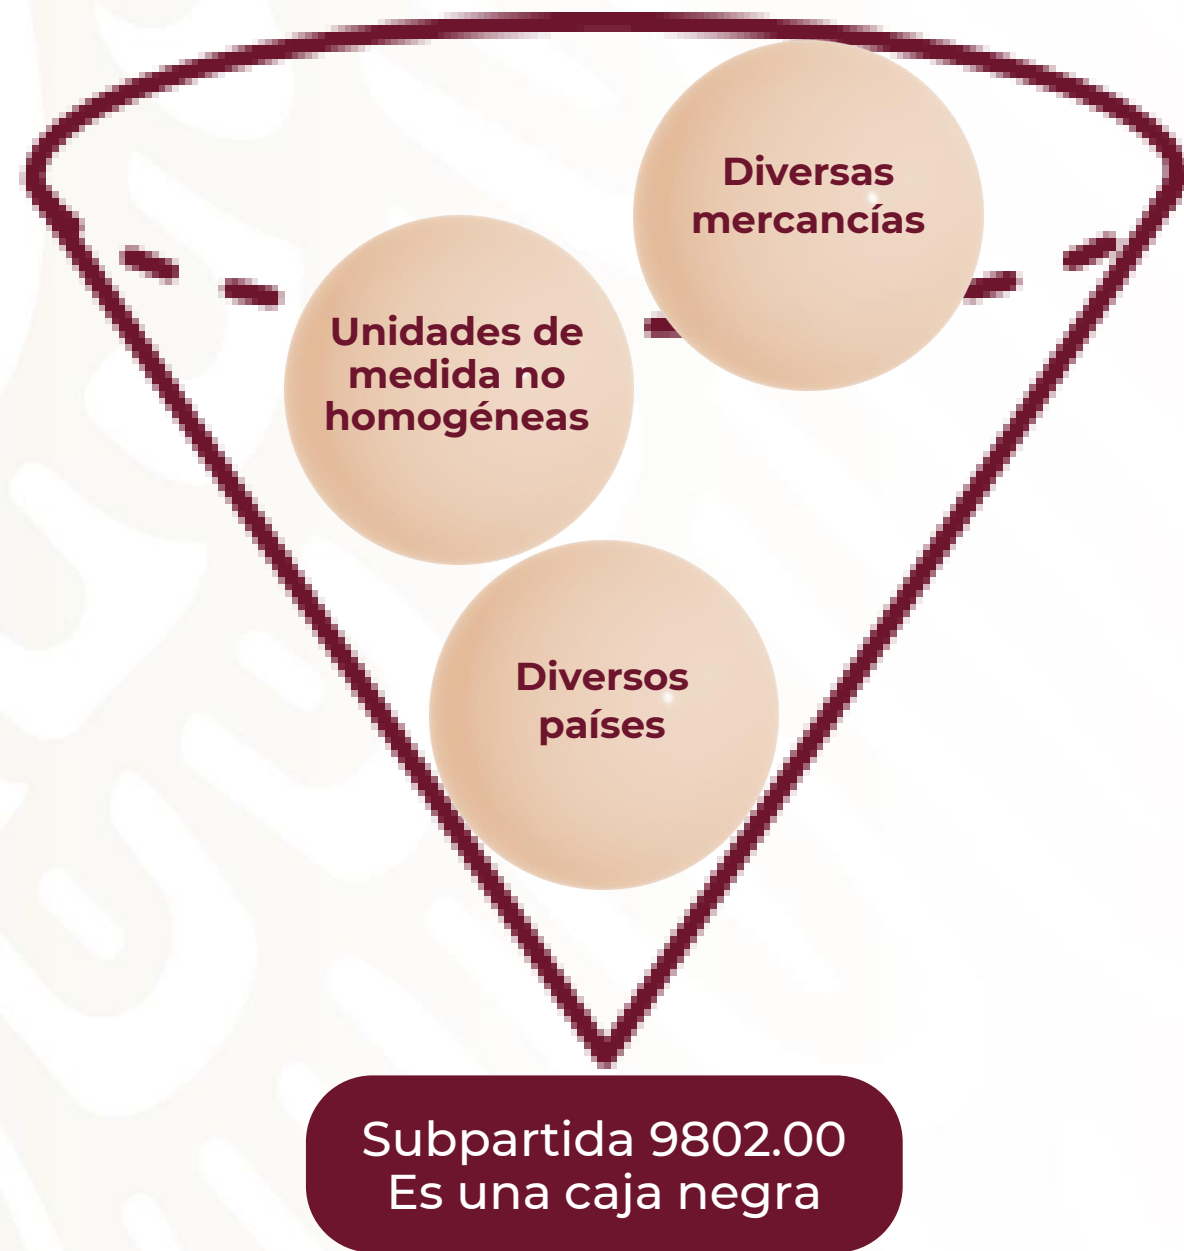 Diversas
mercancías
Unidades de
medida no
homogéneas
Diversos
países
Subpartida 9802.00
Es una caja negra